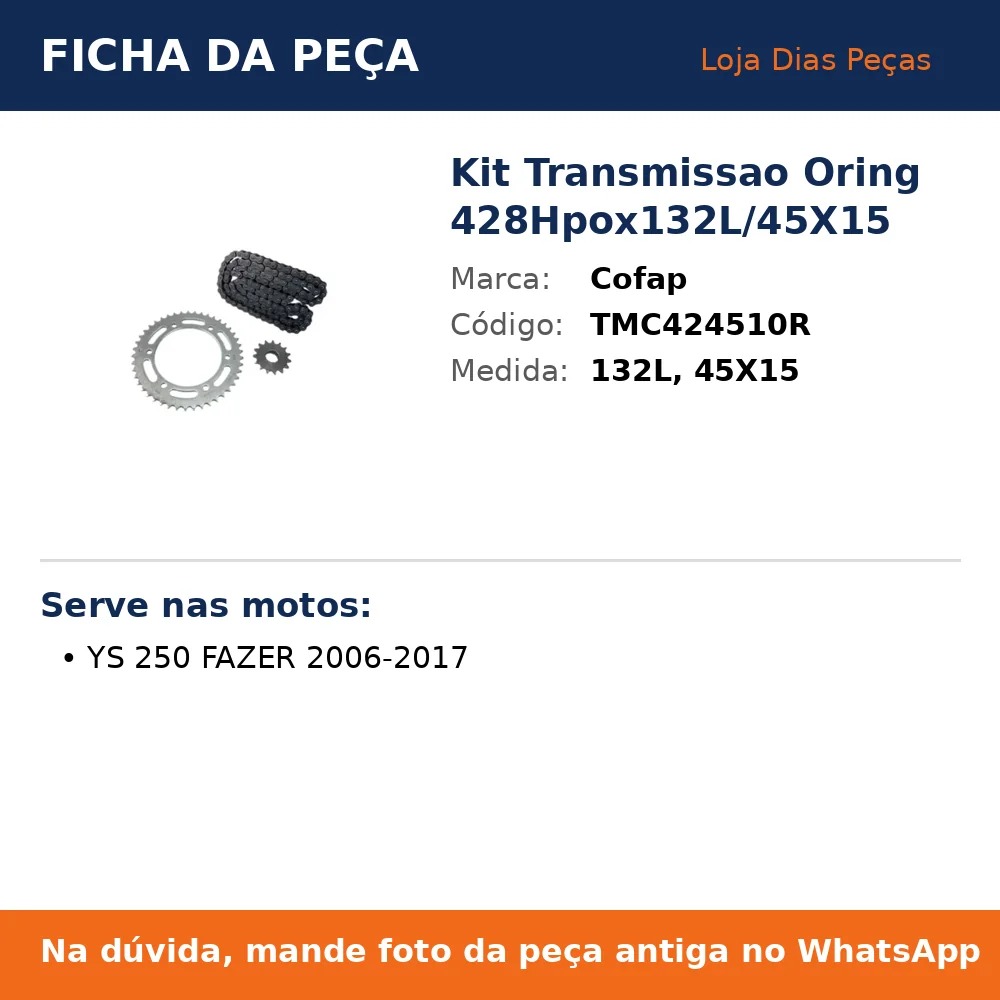 FICHA DA PEÇA
Loja Dias Peças
Kit Transmissao Oring
428Hpox132L/45X15
Marca: Cofap
Código: TMC424510R
Medida: 132L, 45X15
Serve nas motos:
• YS 250 FAZER 2006-2017
Na dúvida, mande foto da peça antiga no WhatsApp